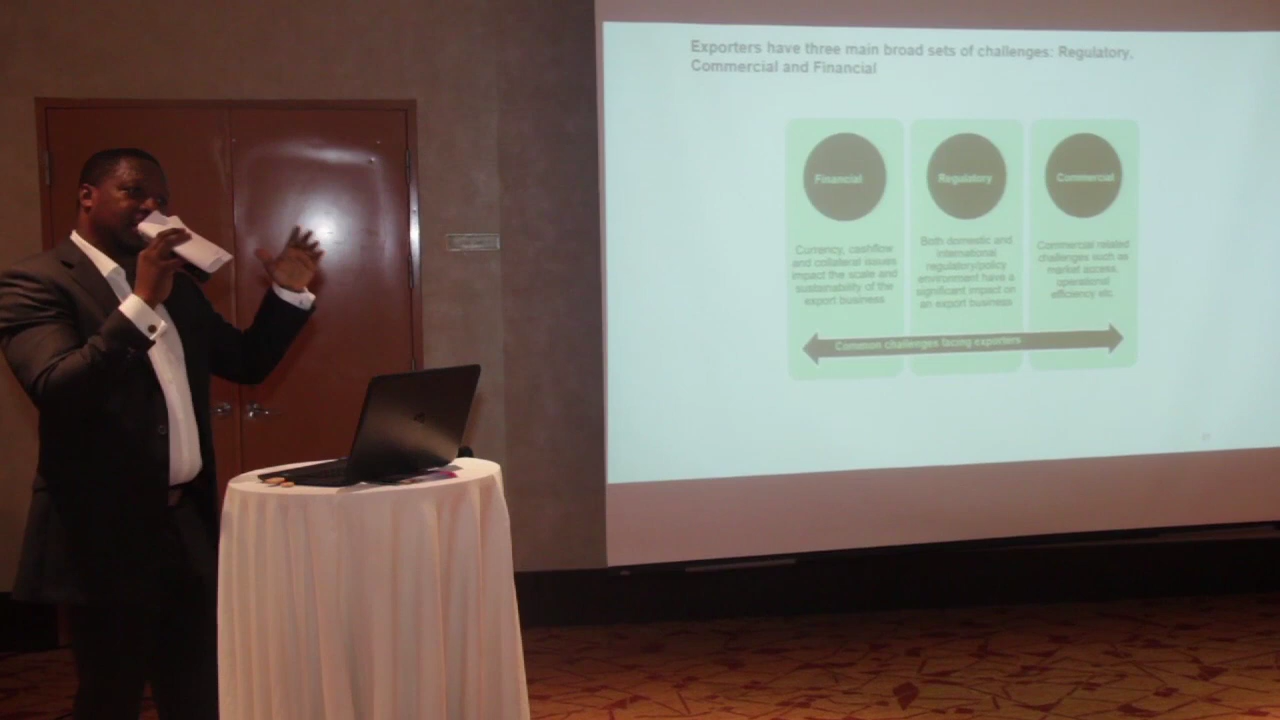 Exporters have three main broad sets of challenges: Regulatory,
Commercial and Financial
Financial
Currency, cashflow
and collateral issues
impact the scale and
sustainability of the
export business
Regulatory
Both domestic and
international
regulatory/policy
environment have a
significant impact on
an export business
Commercial
Commercial related
challenges such as
market access,
operational
efficiency etc
Common challenges facing exporters